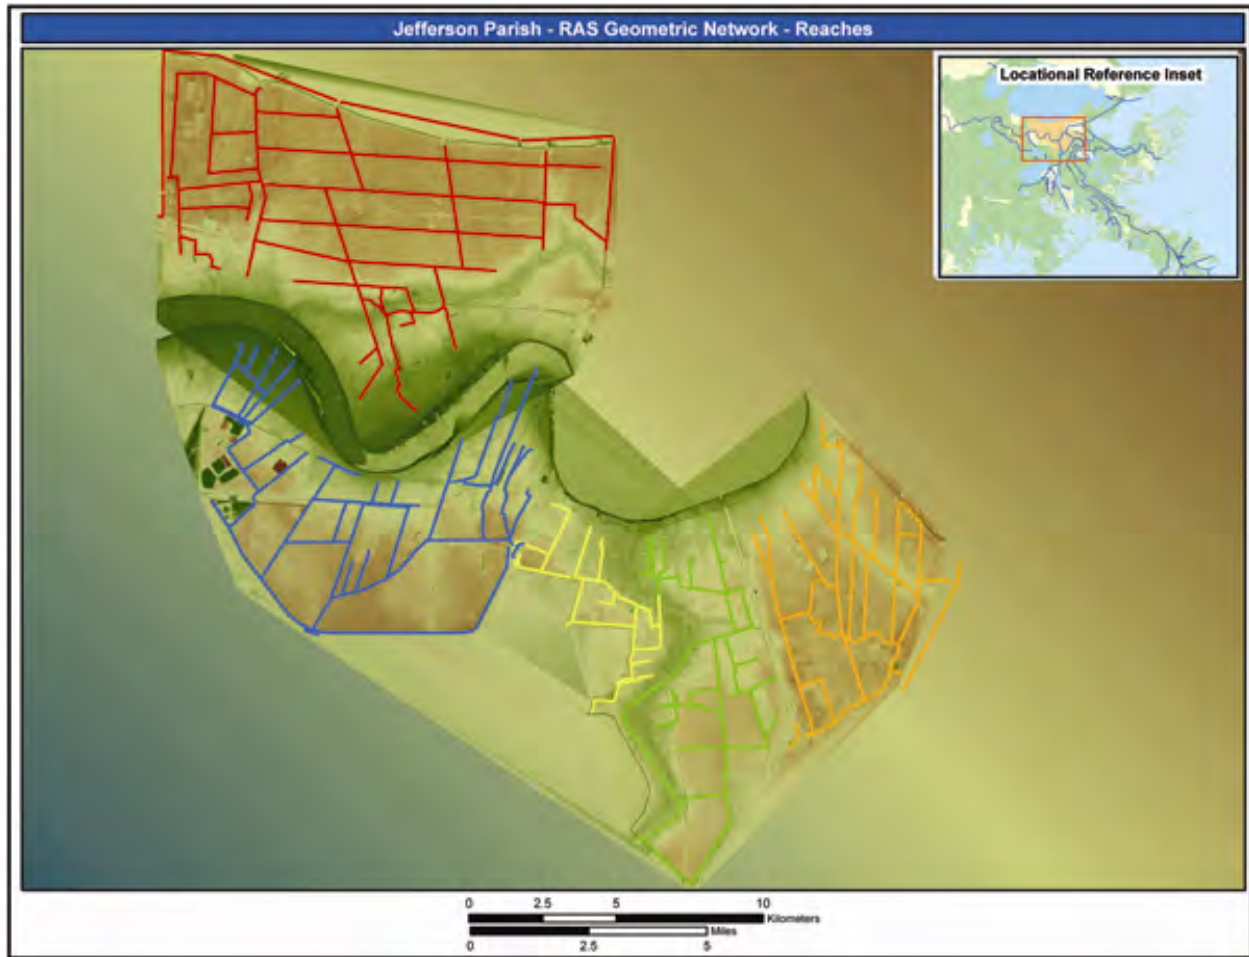 Jefferson Parish - RAS Geometric Network - Reaches
Locational Reference Inset
0 2.5 5 10
Kilometers
Miles
0 2.5 5